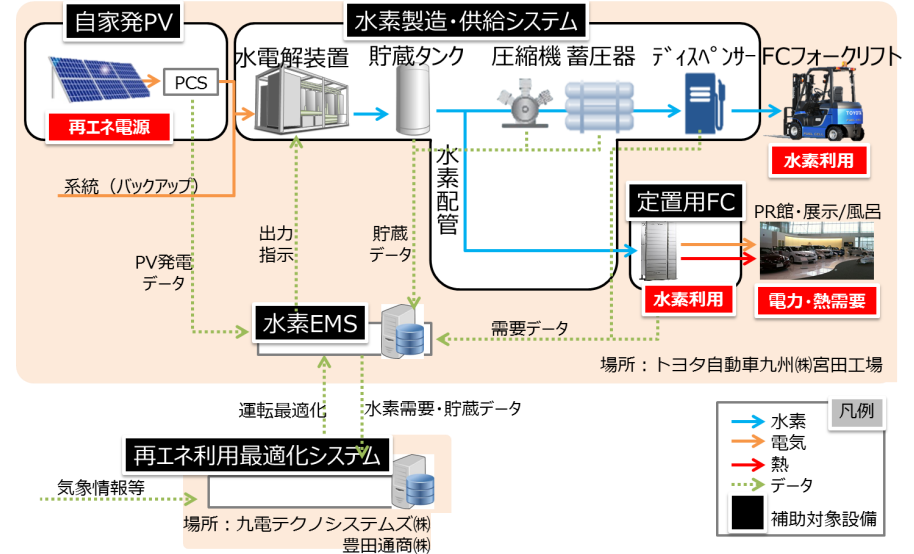 自家発PV
水素製造・供給システム
水電解装置
貯蔵タンク
圧縮機
蓄圧器
ディスペンサー
FCフォークリフト
PCS
再エネ電源
TOYOTA
水素利用
系統（バックアップ）
水素配管
定置用FC
PR館・展示/風呂
PV発電
データ
出力
指示
貯蔵
データ
水素利用
電力・熱需要
水素EMS
需要データ
場所：トヨタ自動車九州㈱宮田工場
運転最適化
水素需要・貯蔵データ
再エネ利用最適化システム
気象情報等
場所：九電テクノシステムズ㈱
豊田通商㈱
凡例
水素
電気
熱
データ
補助対象設備